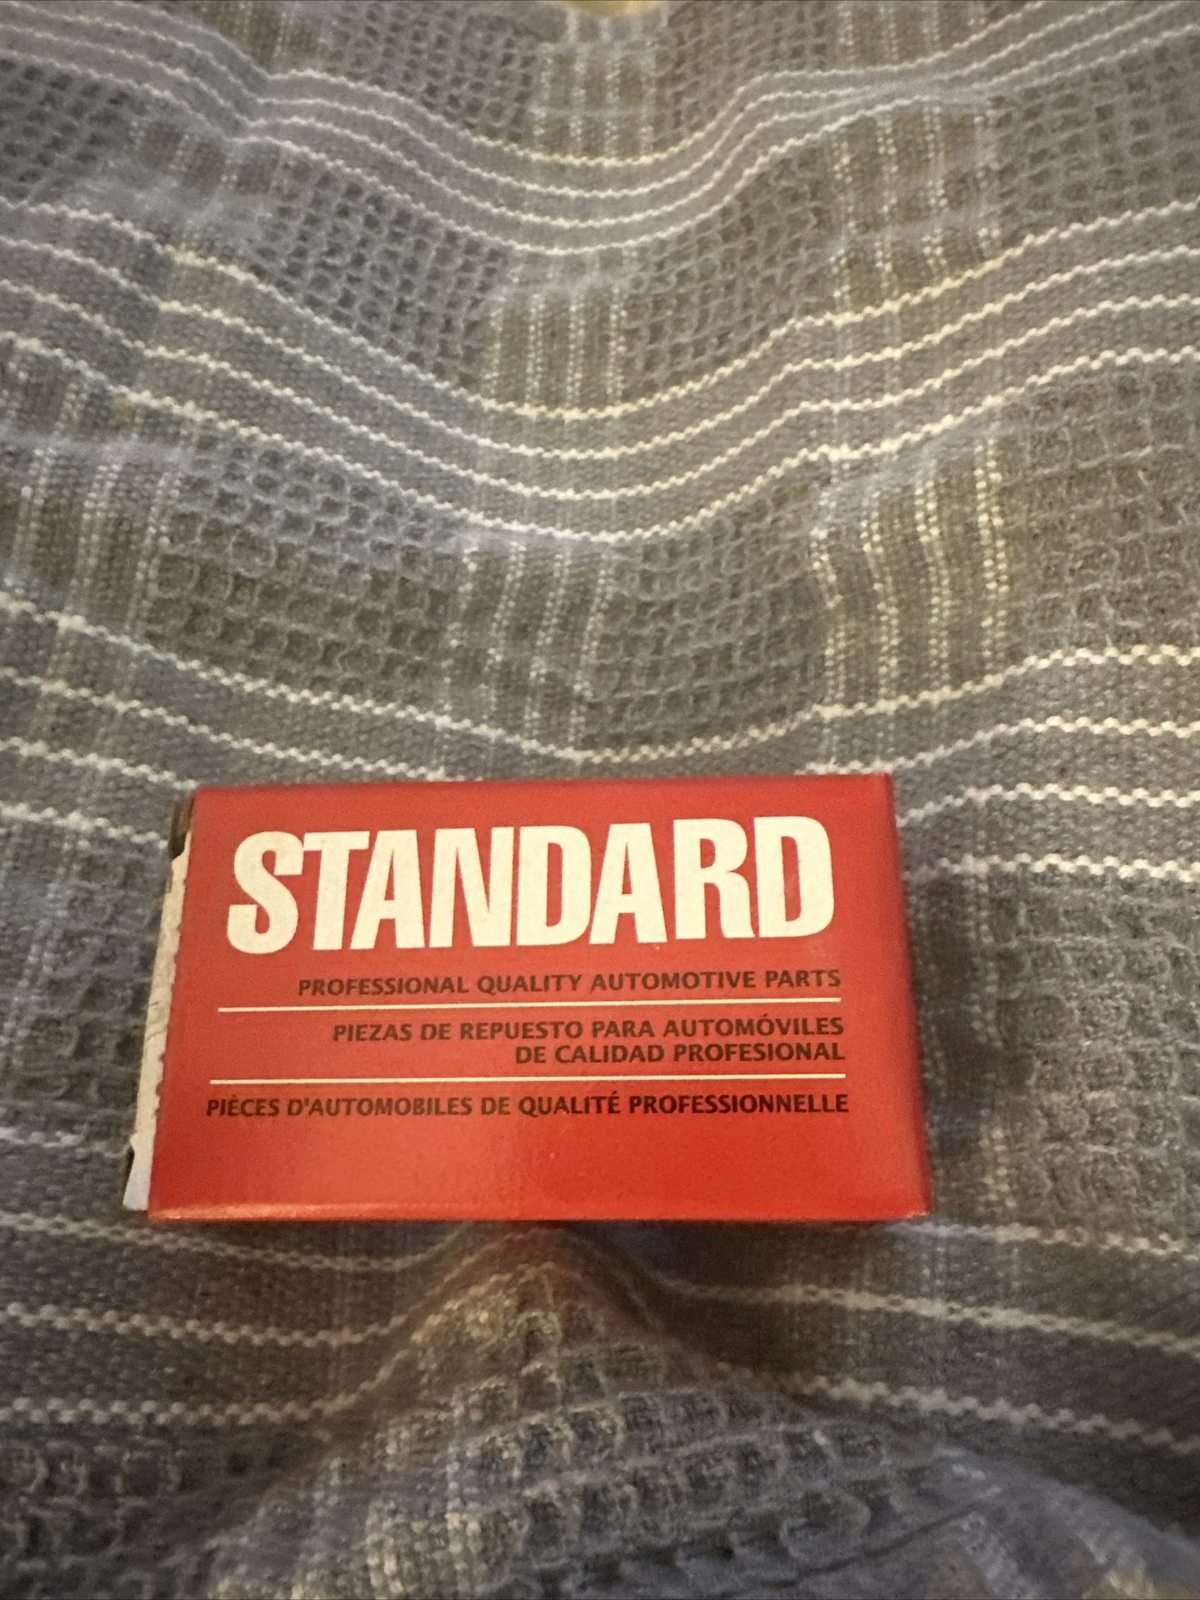 STANDARD
PROFESSIONAL QUALITY AUTOMOTIVE PARTS
PIEZAS DE REPUESTO PARA AUTOMÓVILES
DE CALIDAD PROFESIONAL
PIÈCES D'AUTOMOBILES DE QUALITÉ PROFESSIONNELLE